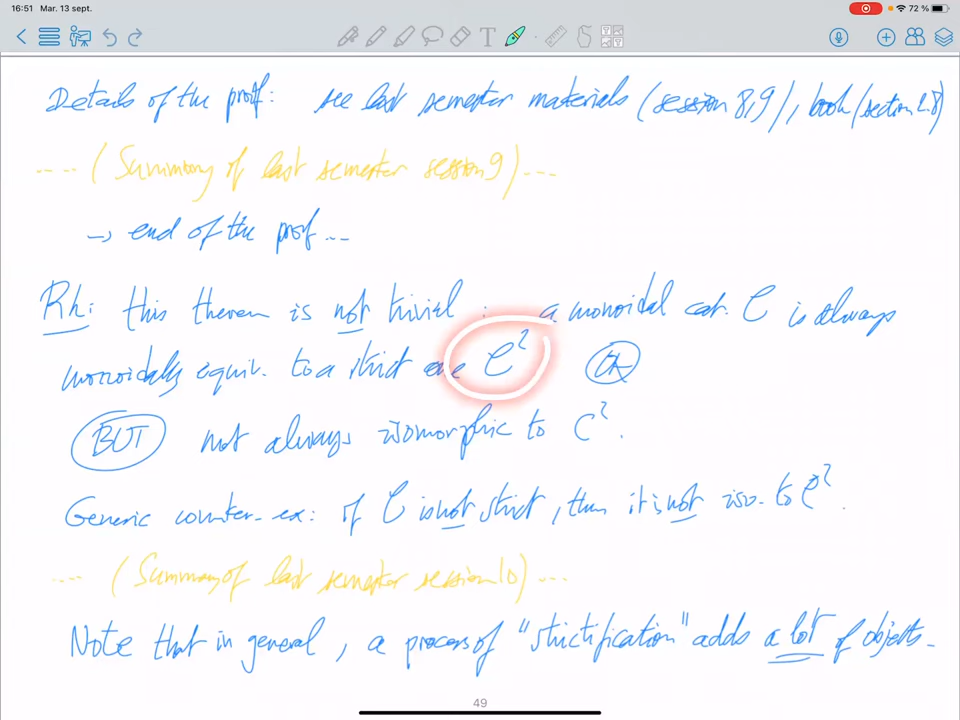 16:51 Mar. 13 sept. 72 %
Details of the proof: see last semester materials (session 8,9), book (section 2.8)
.... (Summary of last semester session 9) ...
→ end of the proof ...
Rk: this theorem is not trivial : a monoidal cat. C is always
monoidally equiv. to a strict one C² OK
BUT not always isomorphic to C².
Generic counter-ex: if C is not strict, then it is not iso. to C².
.... (Summary of last semester session 10) ...
Note that in general, a process of "strictification" adds a lot of objects.
49